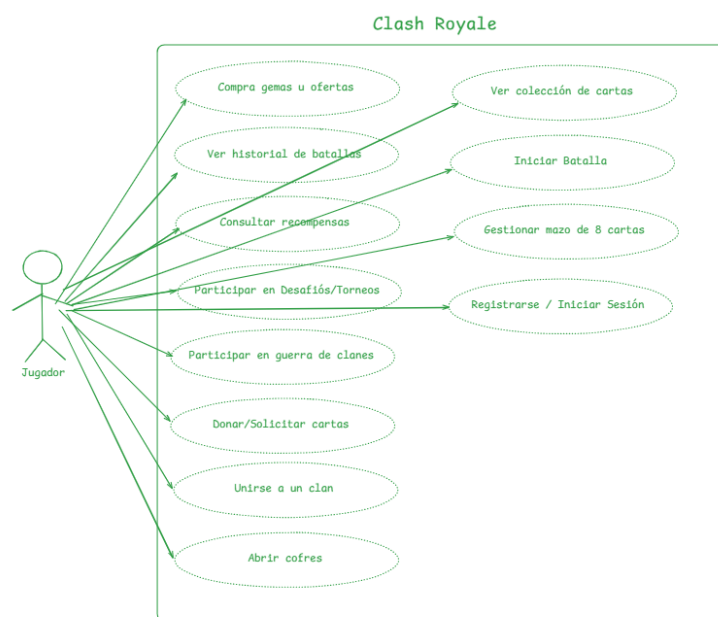 Clash Royale
Compra gemas u ofertas
Ver historial de batallas
Consultar recompensas
Participar en Desafíós/Torneos
Participar en guerra de clanes
Donar/Solicitar cartas
Unirse a un clan
Abrir cofres
Ver colección de cartas
Iniciar Batalla
Gestionar mazo de 8 cartas
Registrarse / Iniciar Sesión
Jugador